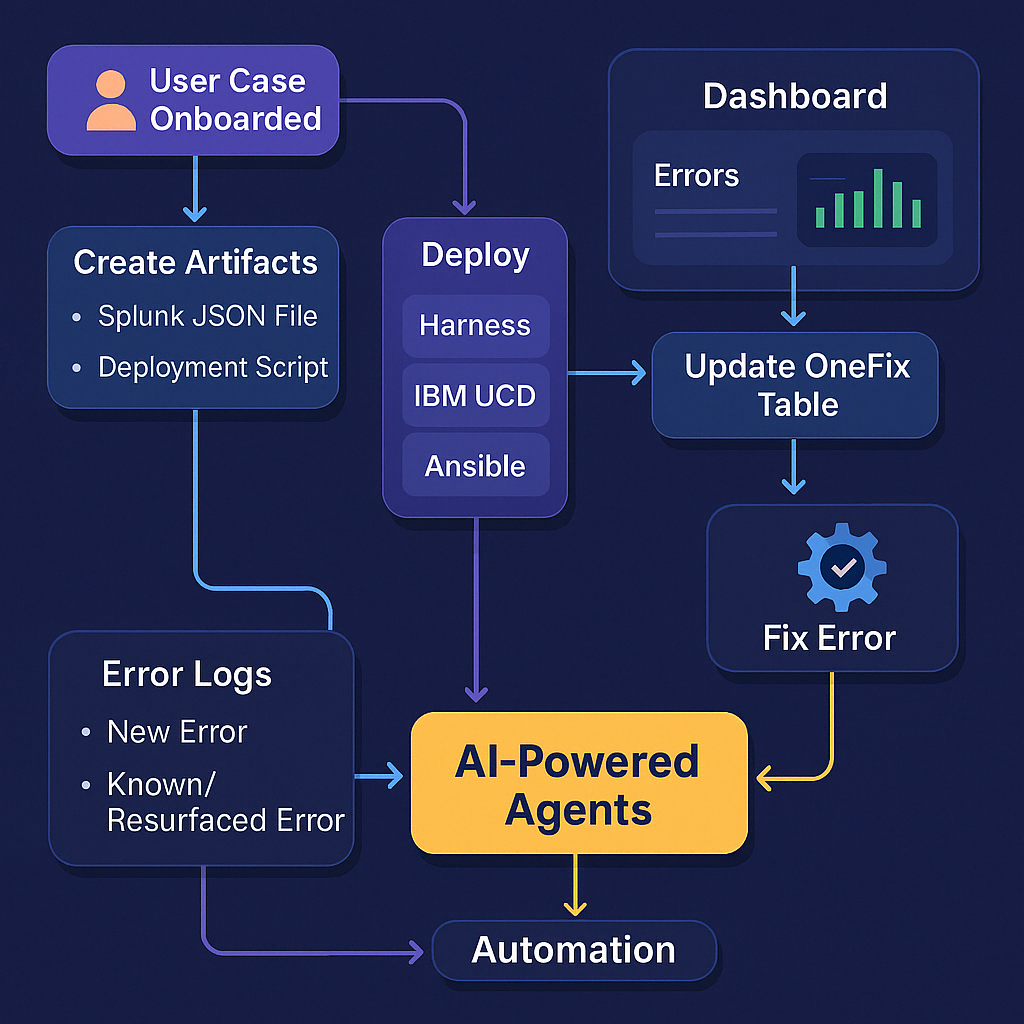 User Case
Onboarded
Dashboard
Errors
Create Artifacts
• Splunk JSON File
• Deployment Script
Deploy
Harness
IBM UCD
Ansible
Update OneFix
Table
Fix Error
Error Logs
• New Error
• Known/
Resurfaced Error
AI-Powered
Agents
Automation